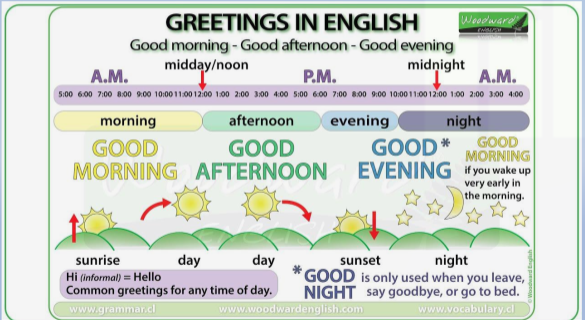 GREETINGS IN ENGLISH
Woodward
ENGLISH
Good morning - Good afternoon - Good evening
midday/noon
midnight
A.M.
P.M.
A.M.
5:00 6:00 7:00 8:00 9:00 10:00 11:00 12:00 1:00 2:00 3:00 4:00 5:00 6:00 7:00 8:00 9:00 10:00 11:00 12:00 1:00 2:00 3:00 4:00
morning
afternoon
evening
night
GOOD
MORNING
GOOD
AFTERNOON
GOOD*
EVENING
GOOD
MORNING
if you wake up
very early in
the morning.
sunrise
day
day
sunset
night
Hi (informal) = Hello
Common greetings for any time of day.
*GOOD
NIGHT
is only used when you leave,
say goodbye, or go to bed.
© Woodward English
www.grammar.cl
www.woodwardenglish.com
www.vocabulary.cl